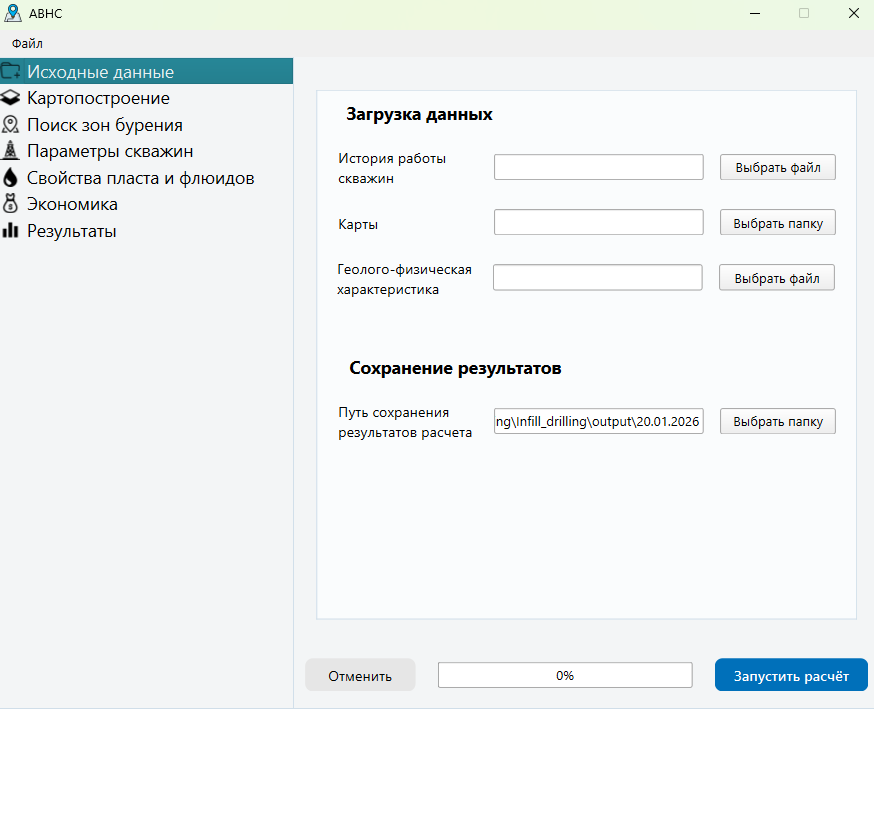 АВНС
Файл
Исходные данные
Картопостроение
Поиск зон бурения
Параметры скважин
Свойства пласта и флюидов
Экономика
Результаты
Загрузка данных
История работы
скважин
Выбрать файл
Карты
Выбрать папку
Геолого-физическая
характеристика
Выбрать файл
Сохранение результатов
Путь сохранения
результатов расчета
ng\Infill_drilling\output\20.01.2026
Выбрать папку
Отменить
0%
Запустить расчёт